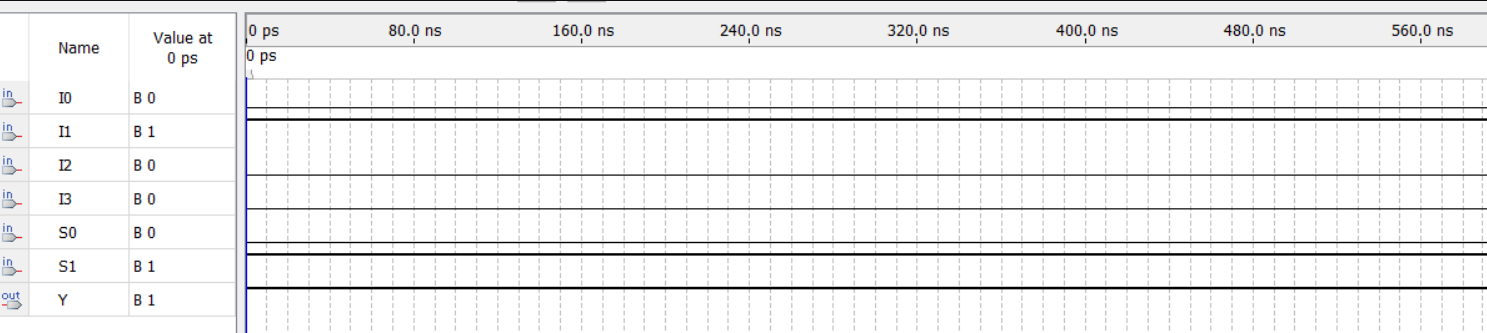 Name Value at 0 ps 0 ps 80.0 ns 160.0 ns 240.0 ns 320.0 ns 400.0 ns 480.0 ns 560.0 ns
0 ps
in I0 B 0
in I1 B 1
in I2 B 0
in I3 B 0
in S0 B 0
in S1 B 1
out Y B 1